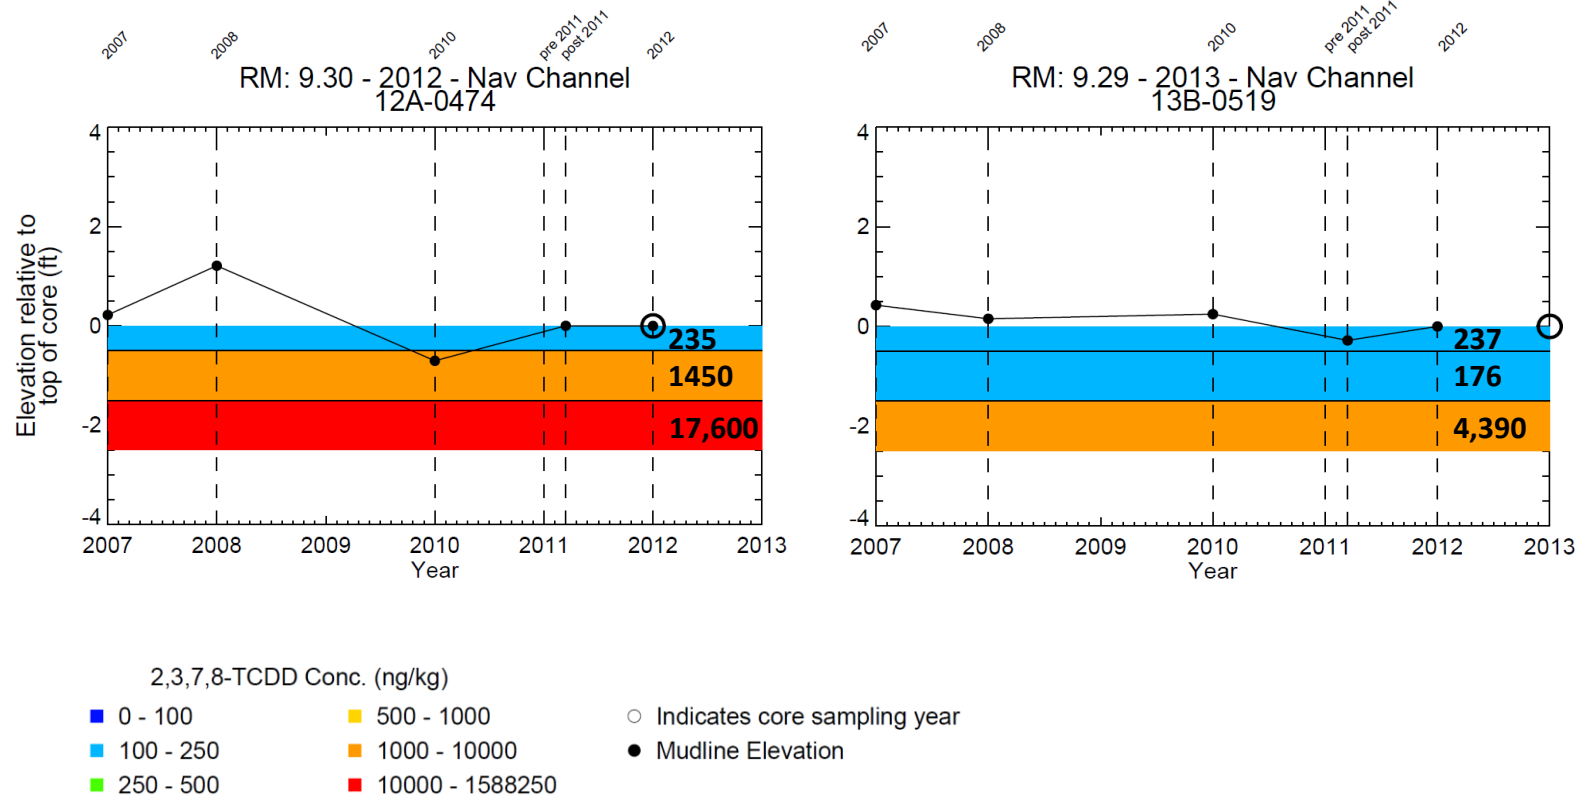 2007 2008 2010 pre 2011 post 2011 2012
RM: 9.30 - 2012 - Nav Channel
12A-0474
Elevation relative to
top of core (ft)
4
2
0
-2
-4
235
1450
17,600
2007 2008 2009 2010 2011 2012 2013
Year
2007 2008 2010 pre 2011 post 2011 2012
RM: 9.29 - 2013 - Nav Channel
13B-0519
4
2
0
-2
-4
237
176
4,390
2007 2008 2009 2010 2011 2012 2013
Year
2,3,7,8-TCDD Conc. (ng/kg)
0 - 100
100 - 250
250 - 500
500 - 1000
1000 - 10000
10000 - 1588250
Indicates core sampling year
Mudline Elevation